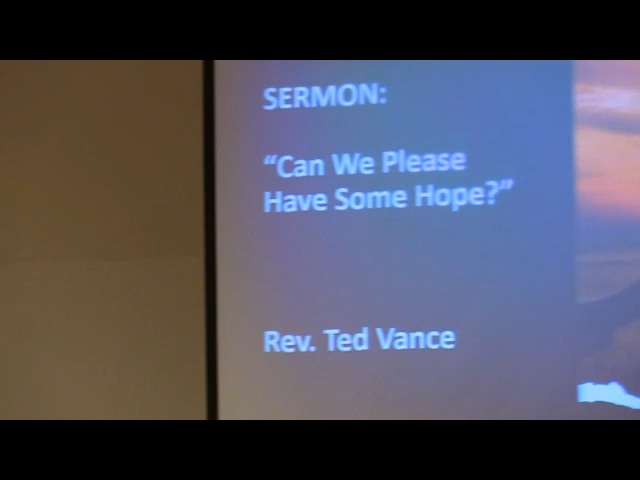 SERMON:
“Can We Please
Have Some Hope?”
Rev. Ted Vance